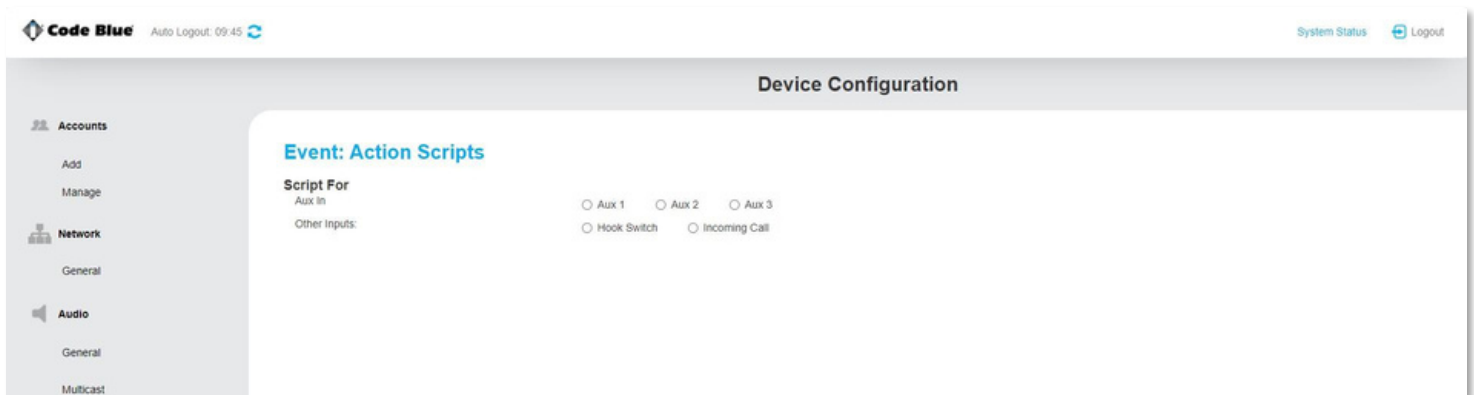 Code Blue Auto Logout: 09:45 System Status Logout
Device Configuration
Accounts
Add
Manage
Network
General
Audio
General
Multicast
Event: Action Scripts
Script For
Aux In Aux 1 Aux 2 Aux 3
Other Inputs: Hook Switch Incoming Call